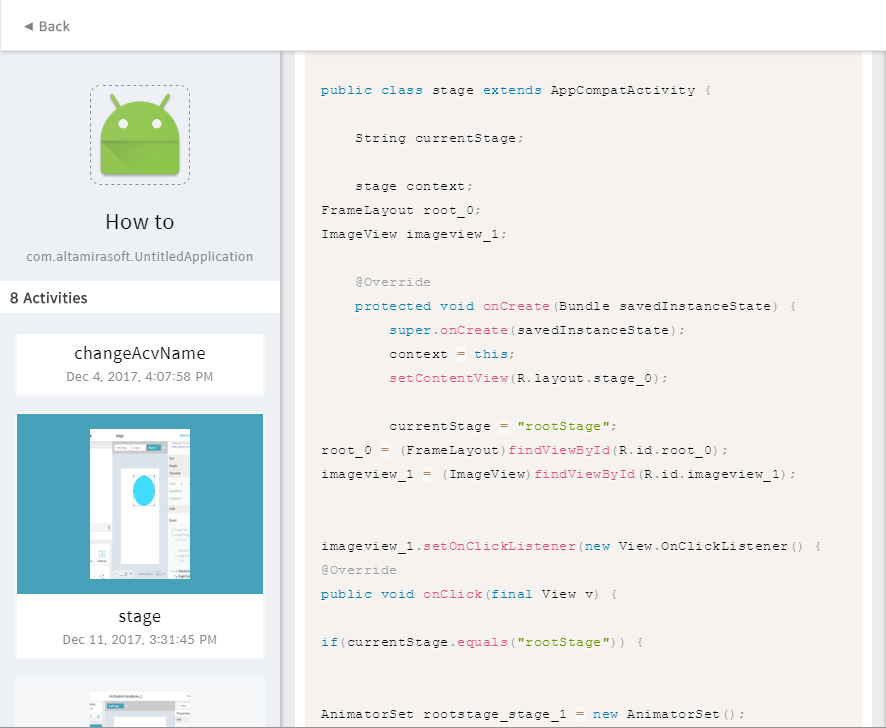 ◄ Back
How to
com.altamirasoft.UntitledApplication
8 Activities
changeAcvName
Dec 4, 2017, 4:07:58 PM
stage
stage
Dec 11, 2017, 3:31:45 PM
public class stage extends AppCompatActivity {
String currentStage;
stage context;
FrameLayout root_0;
ImageView imageview_1;
@Override
protected void onCreate(Bundle savedInstanceState) {
super.onCreate(savedInstanceState);
context = this;
setContentView(R.layout.stage_0);
currentStage = "rootStage";
root_0 = (FrameLayout)findViewById(R.id.root_0);
imageview_1 = (ImageView)findViewById(R.id.imageview_1);
imageview_1.setOnClickListener(new View.OnClickListener() {
@Override
public void onClick(final View v) {
if(currentStage.equals("rootStage")) {
AnimatorSet rootstage_stage_1 = new AnimatorSet();